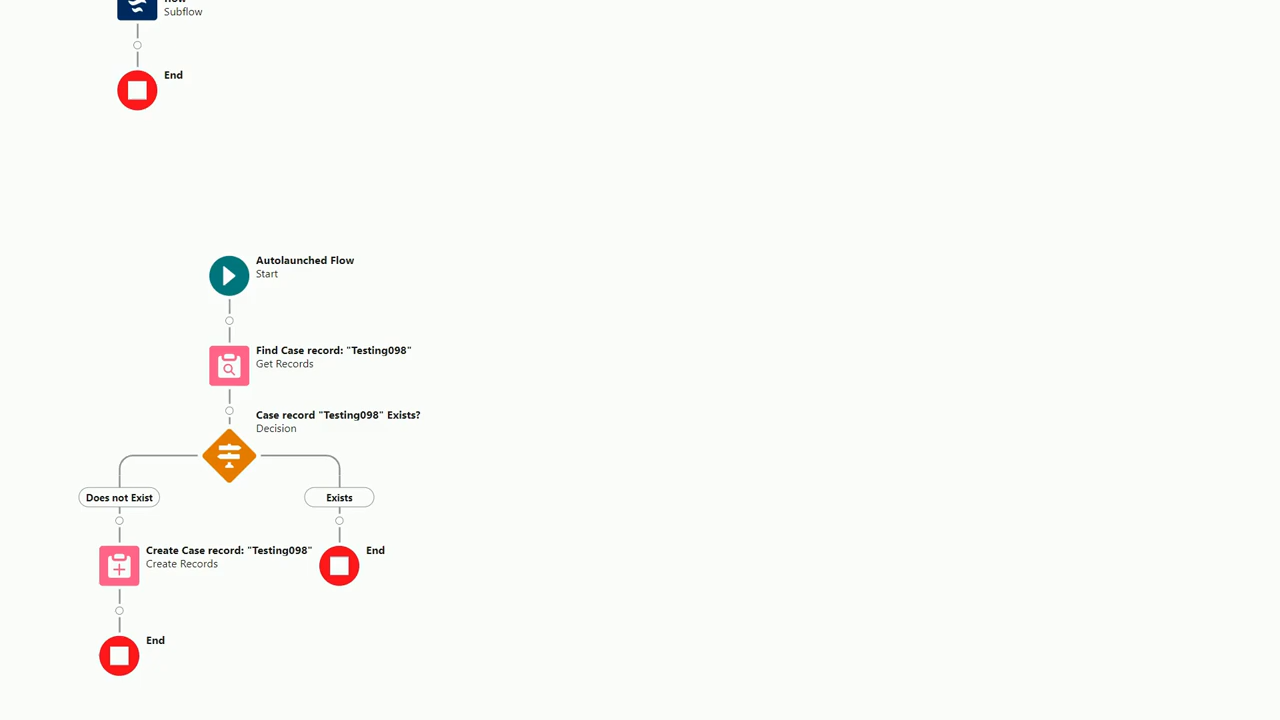 Subflow
End
Autolaunched Flow
Start
Find Case record: "Testing098"
Get Records
Case record "Testing098" Exists?
Decision
Does not Exist
Exists
Create Case record: "Testing098"
Create Records
End
End